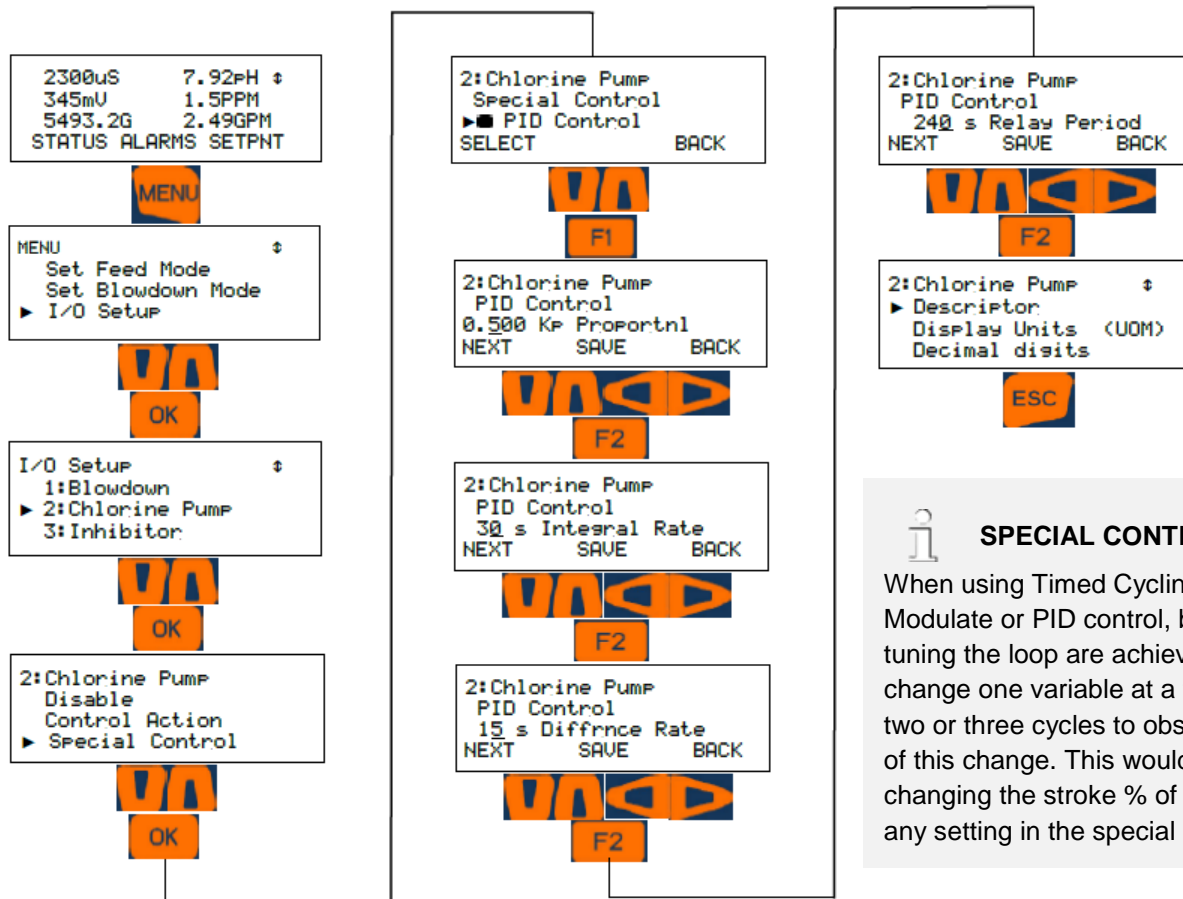 2300uS 7.92pH ↕
345mV 1.5PPM
5493.2G 2.49GPM
STATUS ALARMS SETPNT
MENU
MENU ↕
Set Feed Mode
Set Blowdown Mode
► I/O Setup
OK
I/O Setup ↕
1:Blowdown
► 2:Chlorine Pump
3:Inhibitor
OK
2:Chlorine Pump
Disable
Control Action
► Special Control
OK
2:Chlorine Pump
Special Control
►■ PID Control
SELECT BACK
F1
2:Chlorine Pump
PID Control
0.500 Kp Proportnl
NEXT SAVE BACK
F2
2:Chlorine Pump
PID Control
30 s Integral Rate
NEXT SAVE BACK
F2
2:Chlorine Pump
PID Control
15 s Diffrnce Rate
NEXT SAVE BACK
F2
2:Chlorine Pump
PID Control
240 s Relay Period
NEXT SAVE BACK
F2
2:Chlorine Pump ↕
► Descriptor
Display Units (UOM)
Decimal digits
ESC
SPECIAL CONT
When using Timed Cyclin
Modulate or PID control, b
tuning the loop are achiev
change one variable at a
two or three cycles to obs
of this change. This would
changing the stroke % of
any setting in the special